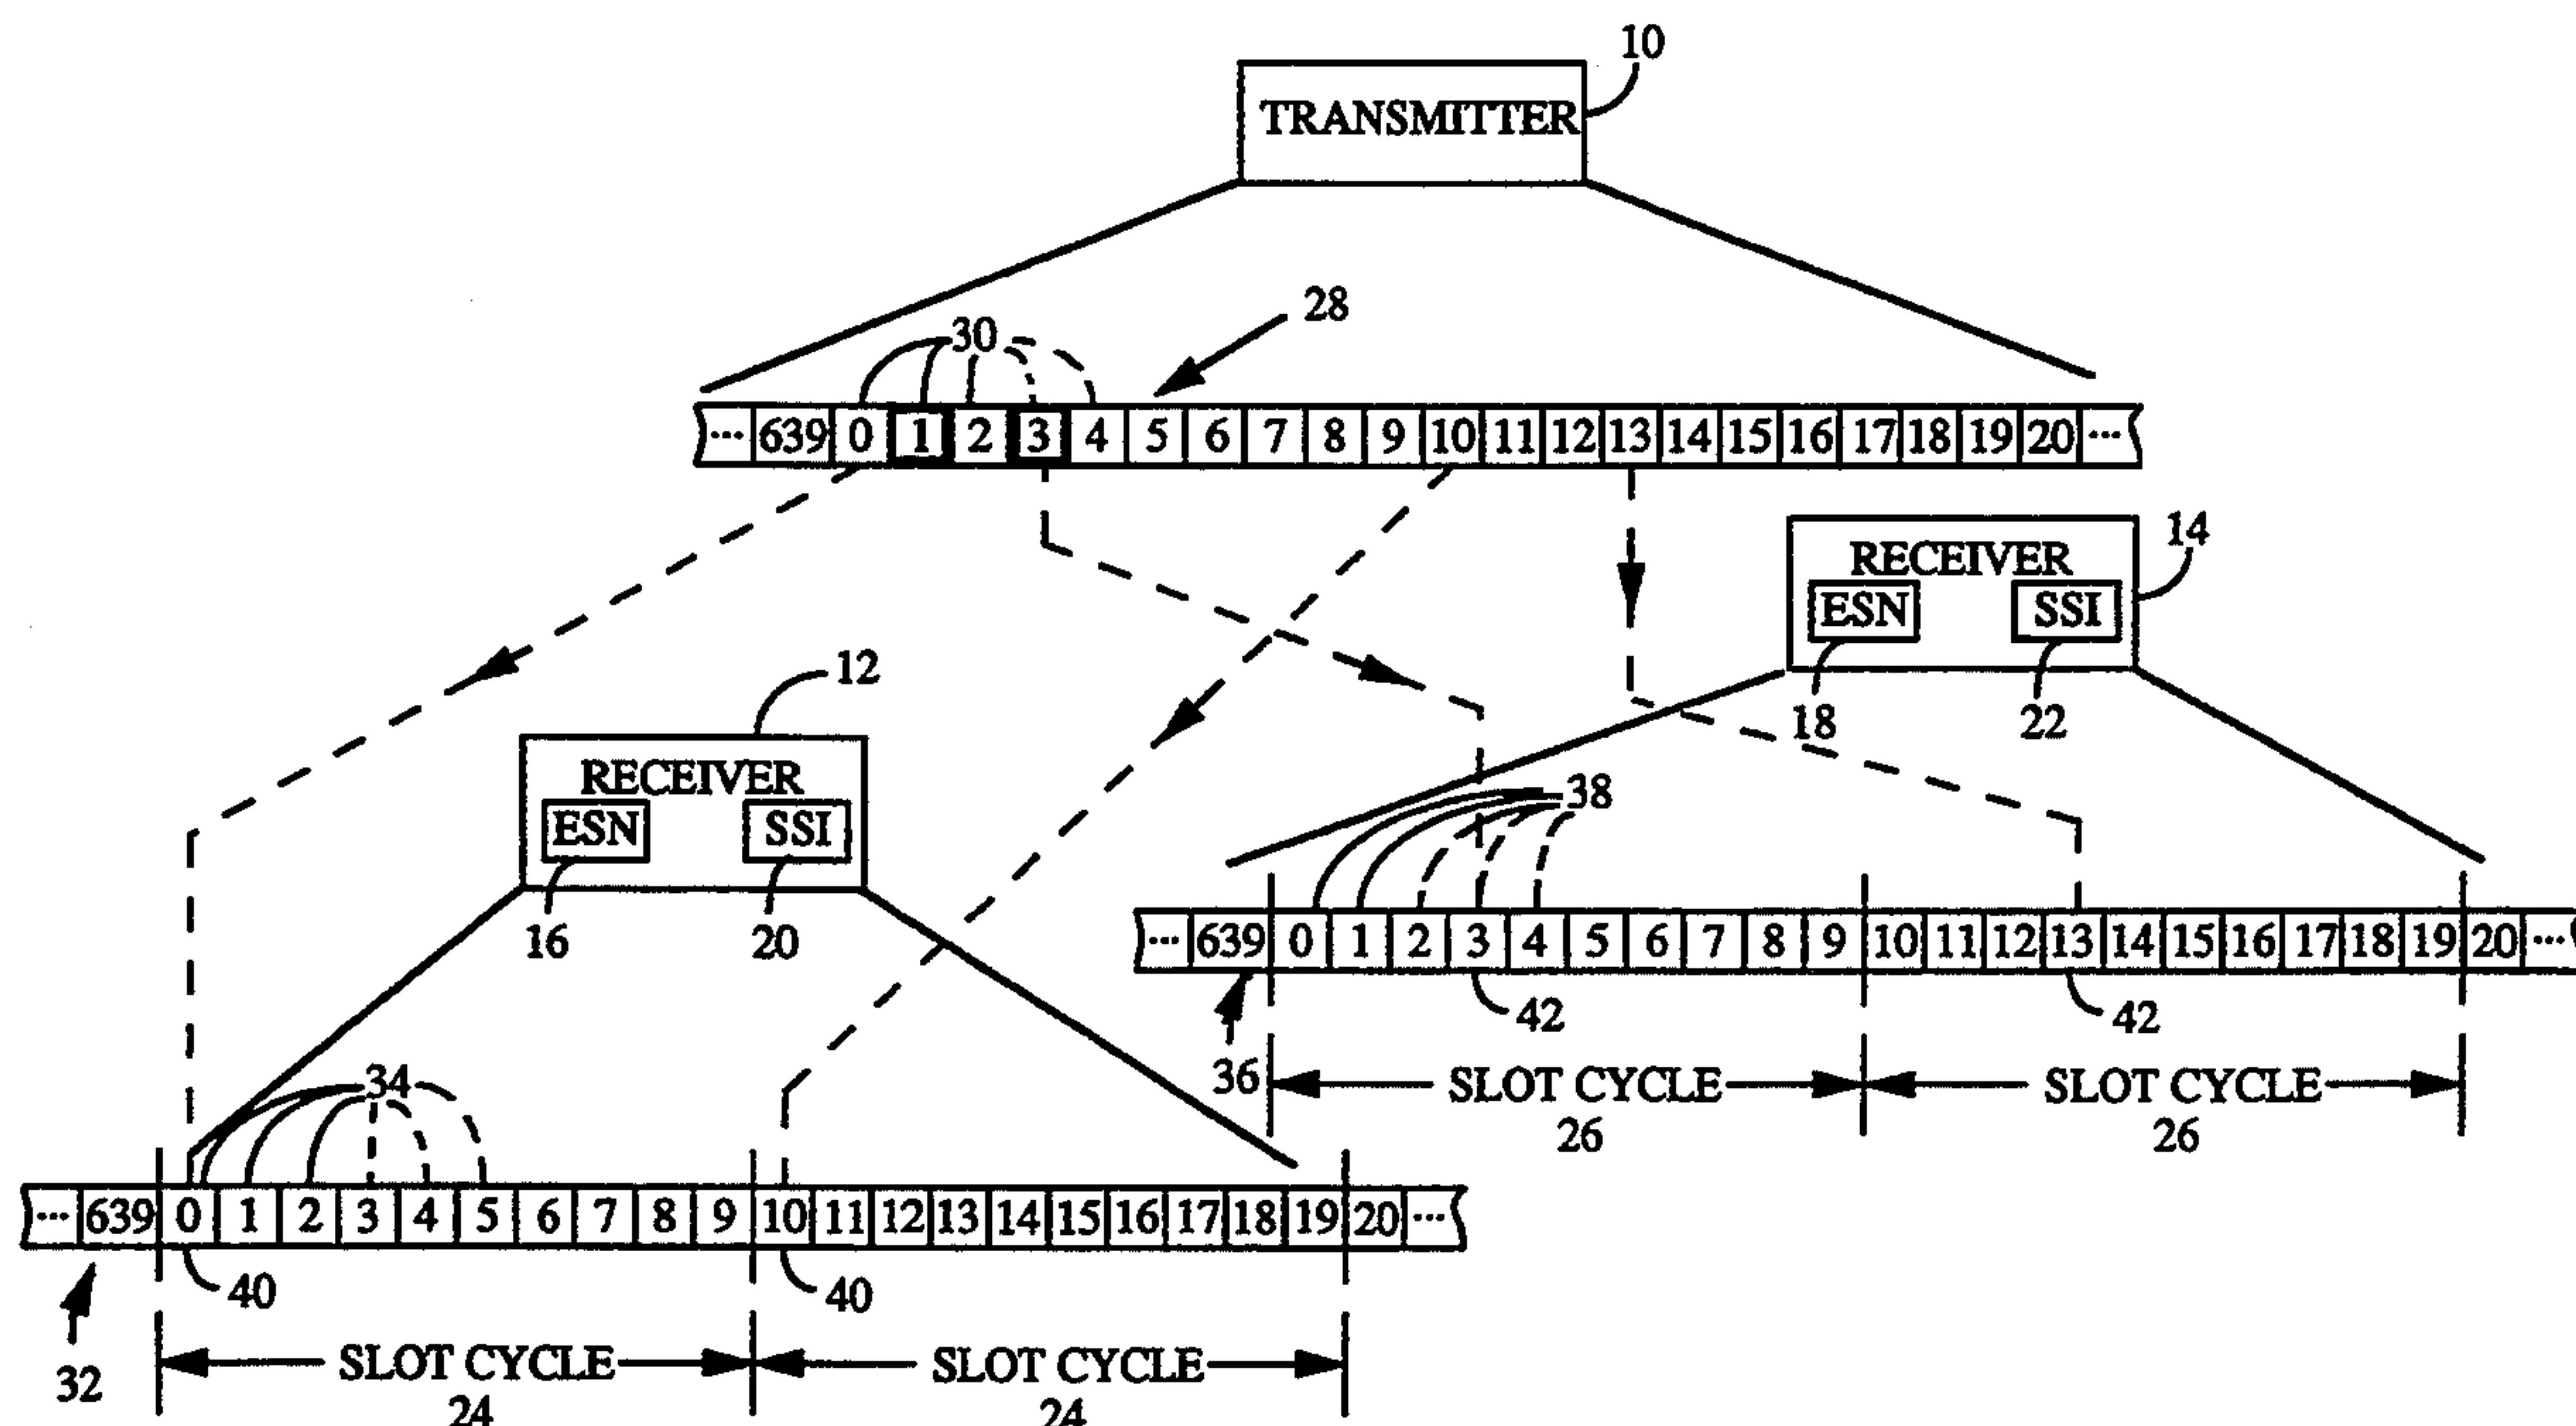 10
TRANSMITTER
28
30
... 639 0 1 2 3 4 5 6 7 8 9 10 11 12 13 14 15 16 17 18 19 20 ...
14
RECEIVER
ESN SSI
18 22
12
RECEIVER
ESN SSI
16 20
38
... 639 0 1 2 3 4 5 6 7 8 9 10 11 12 13 14 15 16 17 18 19 20 ...
42 42
36
SLOT CYCLE SLOT CYCLE
26 26
34
... 639 0 1 2 3 4 5 6 7 8 9 10 11 12 13 14 15 16 17 18 19 20 ...
40 40
32
SLOT CYCLE SLOT CYCLE
24 24